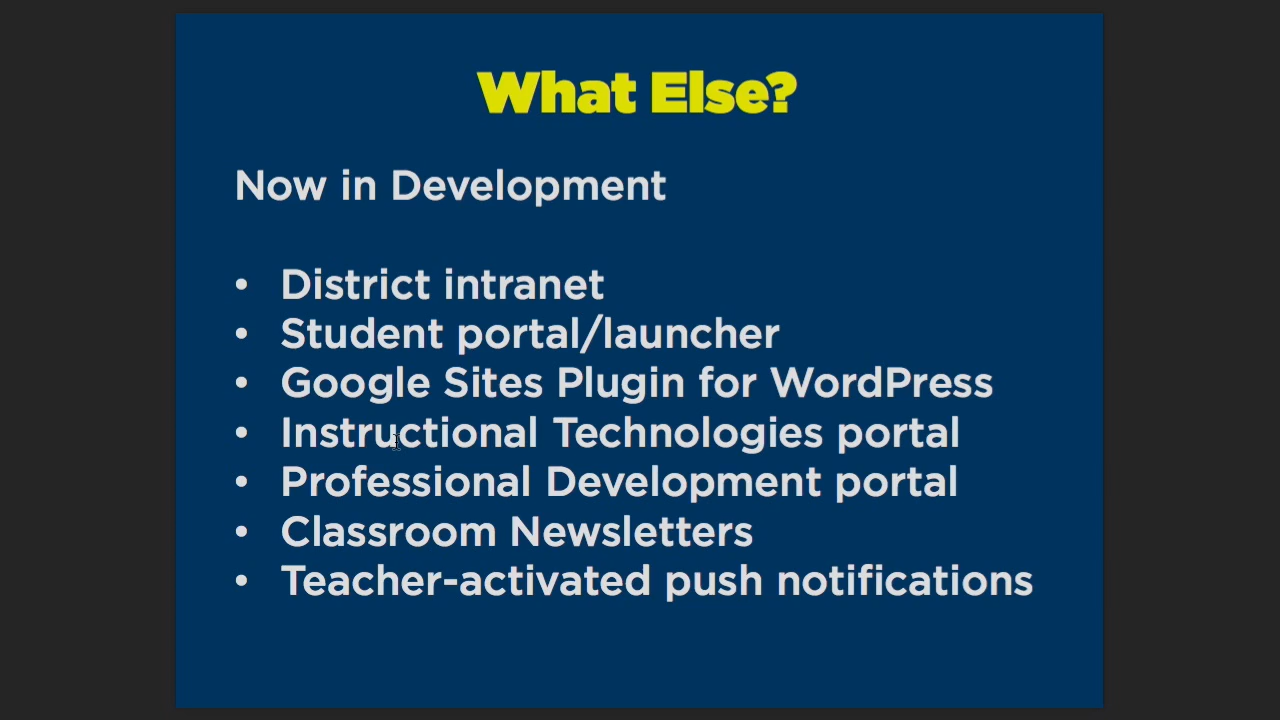 What Else?
Now in Development
• District intranet
• Student portal/launcher
• Google Sites Plugin for WordPress
• Instructional Technologies portal
• Professional Development portal
• Classroom Newsletters
• Teacher-activated push notifications